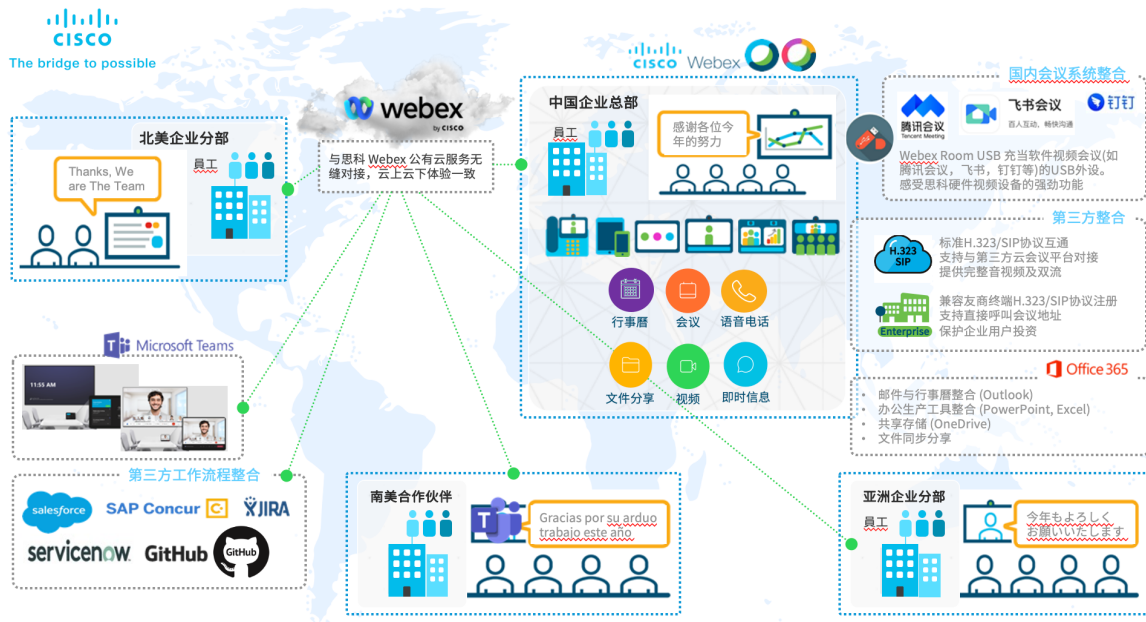 CISCO
The bridge to possible
webex
by CISCO
与思科 Webex 公有云服务无
缝对接，云上云下体验一致
北美企业分部
員工
Thanks, We
are The Team
Microsoft Teams
11:55 AM
第三方工作流程整合
salesforce
SAP Concur
JIRA
servicenow
GitHub
GitHub
CISCO Webex
中国企业总部
員工
感谢各位今
年的努力
行事曆
会议
语音电话
文件分享
视频
即时信息
国内会议系统整合
腾讯会议
Tencent Meeting
飞书会议
百人互动，畅快沟通
钉钉
Webex Room USB 充当软件视频会议(如
腾讯会议，飞书，钉钉等)的USB外设。
感受思科硬件视频设备的强劲功能
第三方整合
H.323
SIP
标准H.323/SIP协议互通
支持与第三方云会议平台对接
提供完整音视频及双流
Enterprise
兼容友商终端H.323/SIP协议注册
支持直接呼叫会议地址
保护企业用户投资
Office 365
• 邮件与行事曆整合 (Outlook)
• 办公生产工具整合 (PowerPoint, Excel)
• 共享存储 (OneDrive)
• 文件同步分享
南美合作伙伴
T
Gracias por su arduo
trabajo este año
亚洲企业分部
員工
今年もよろしく
お願いいたします